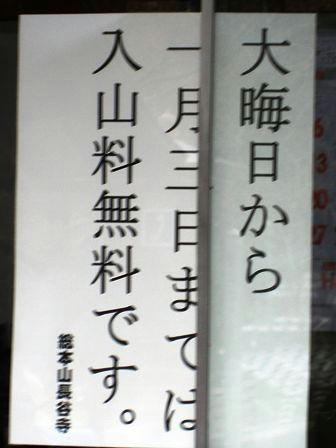 大晦日から
一月三日までは
入山料無料です。
総本山長谷寺